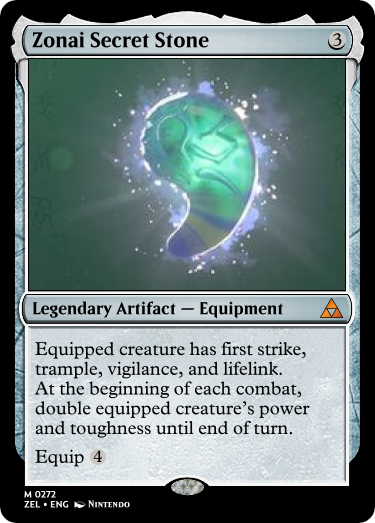 Zonai Secret Stone 3
Legendary Artifact — Equipment
Equipped creature has first strike,
trample, vigilance, and lifelink.
At the beginning of each combat,
double equipped creature's power
and toughness until end of turn.
Equip 4
M 0272
ZEL • ENG Nintendo